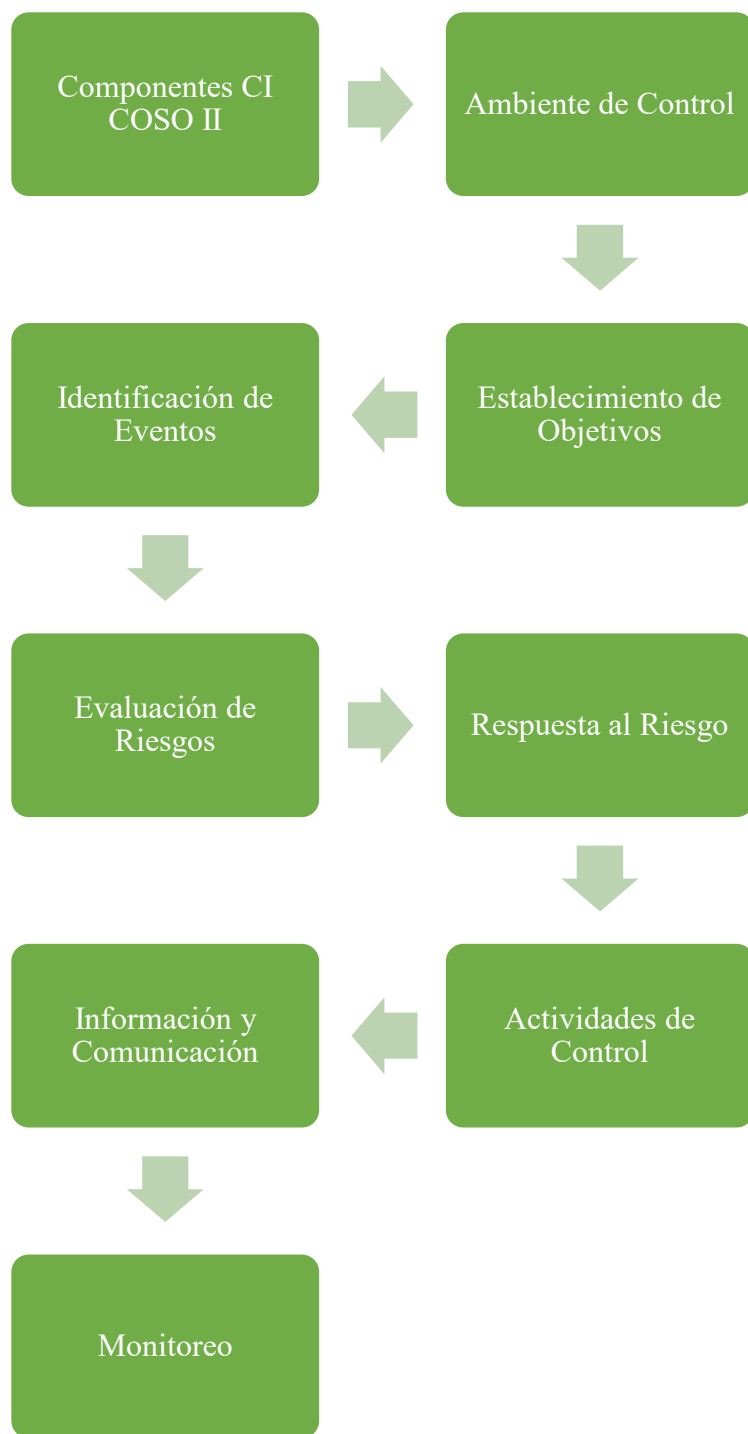 Componentes CI
COSO II
Ambiente de Control
Establecimiento de
Objetivos
Identificación de
Eventos
Evaluación de
Riesgos
Respuesta al Riesgo
Actividades de
Control
Información y
Comunicación
Monitoreo